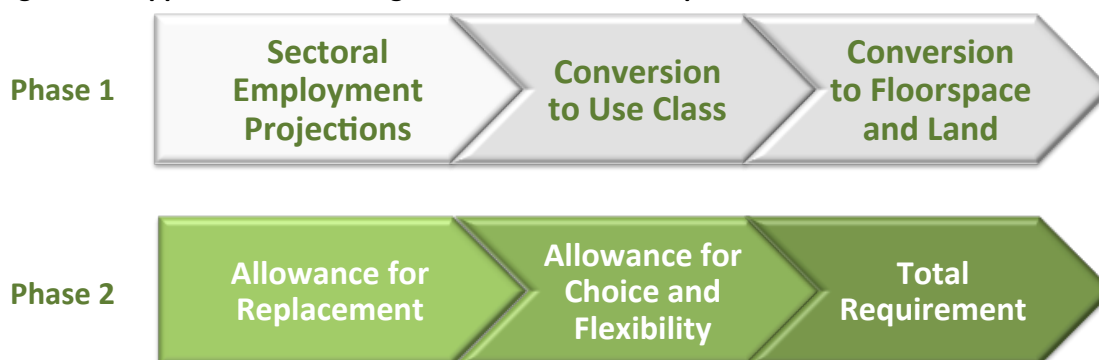 Phase 1
Sectoral
Employment
Projections
Conversion
to Use Class
Conversion
to Floorspace
and Land
Phase 2
Allowance for
Replacement
Allowance for
Choice and
Flexibility
Total
Requirement